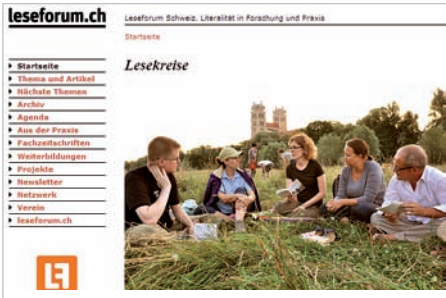 leseforum.ch
Leseforum Schweiz. Literalität in Forschung und Praxis
Startseite
Lesekreise
Startseite
Thema und Artikel
Nächste Themen
Archiv
Agenda
Aus der Praxis
Fachzeitschriften
Weiterbildungen
Projekte
Newsletter
Netzwerk
Verein
leseforum.ch
LF